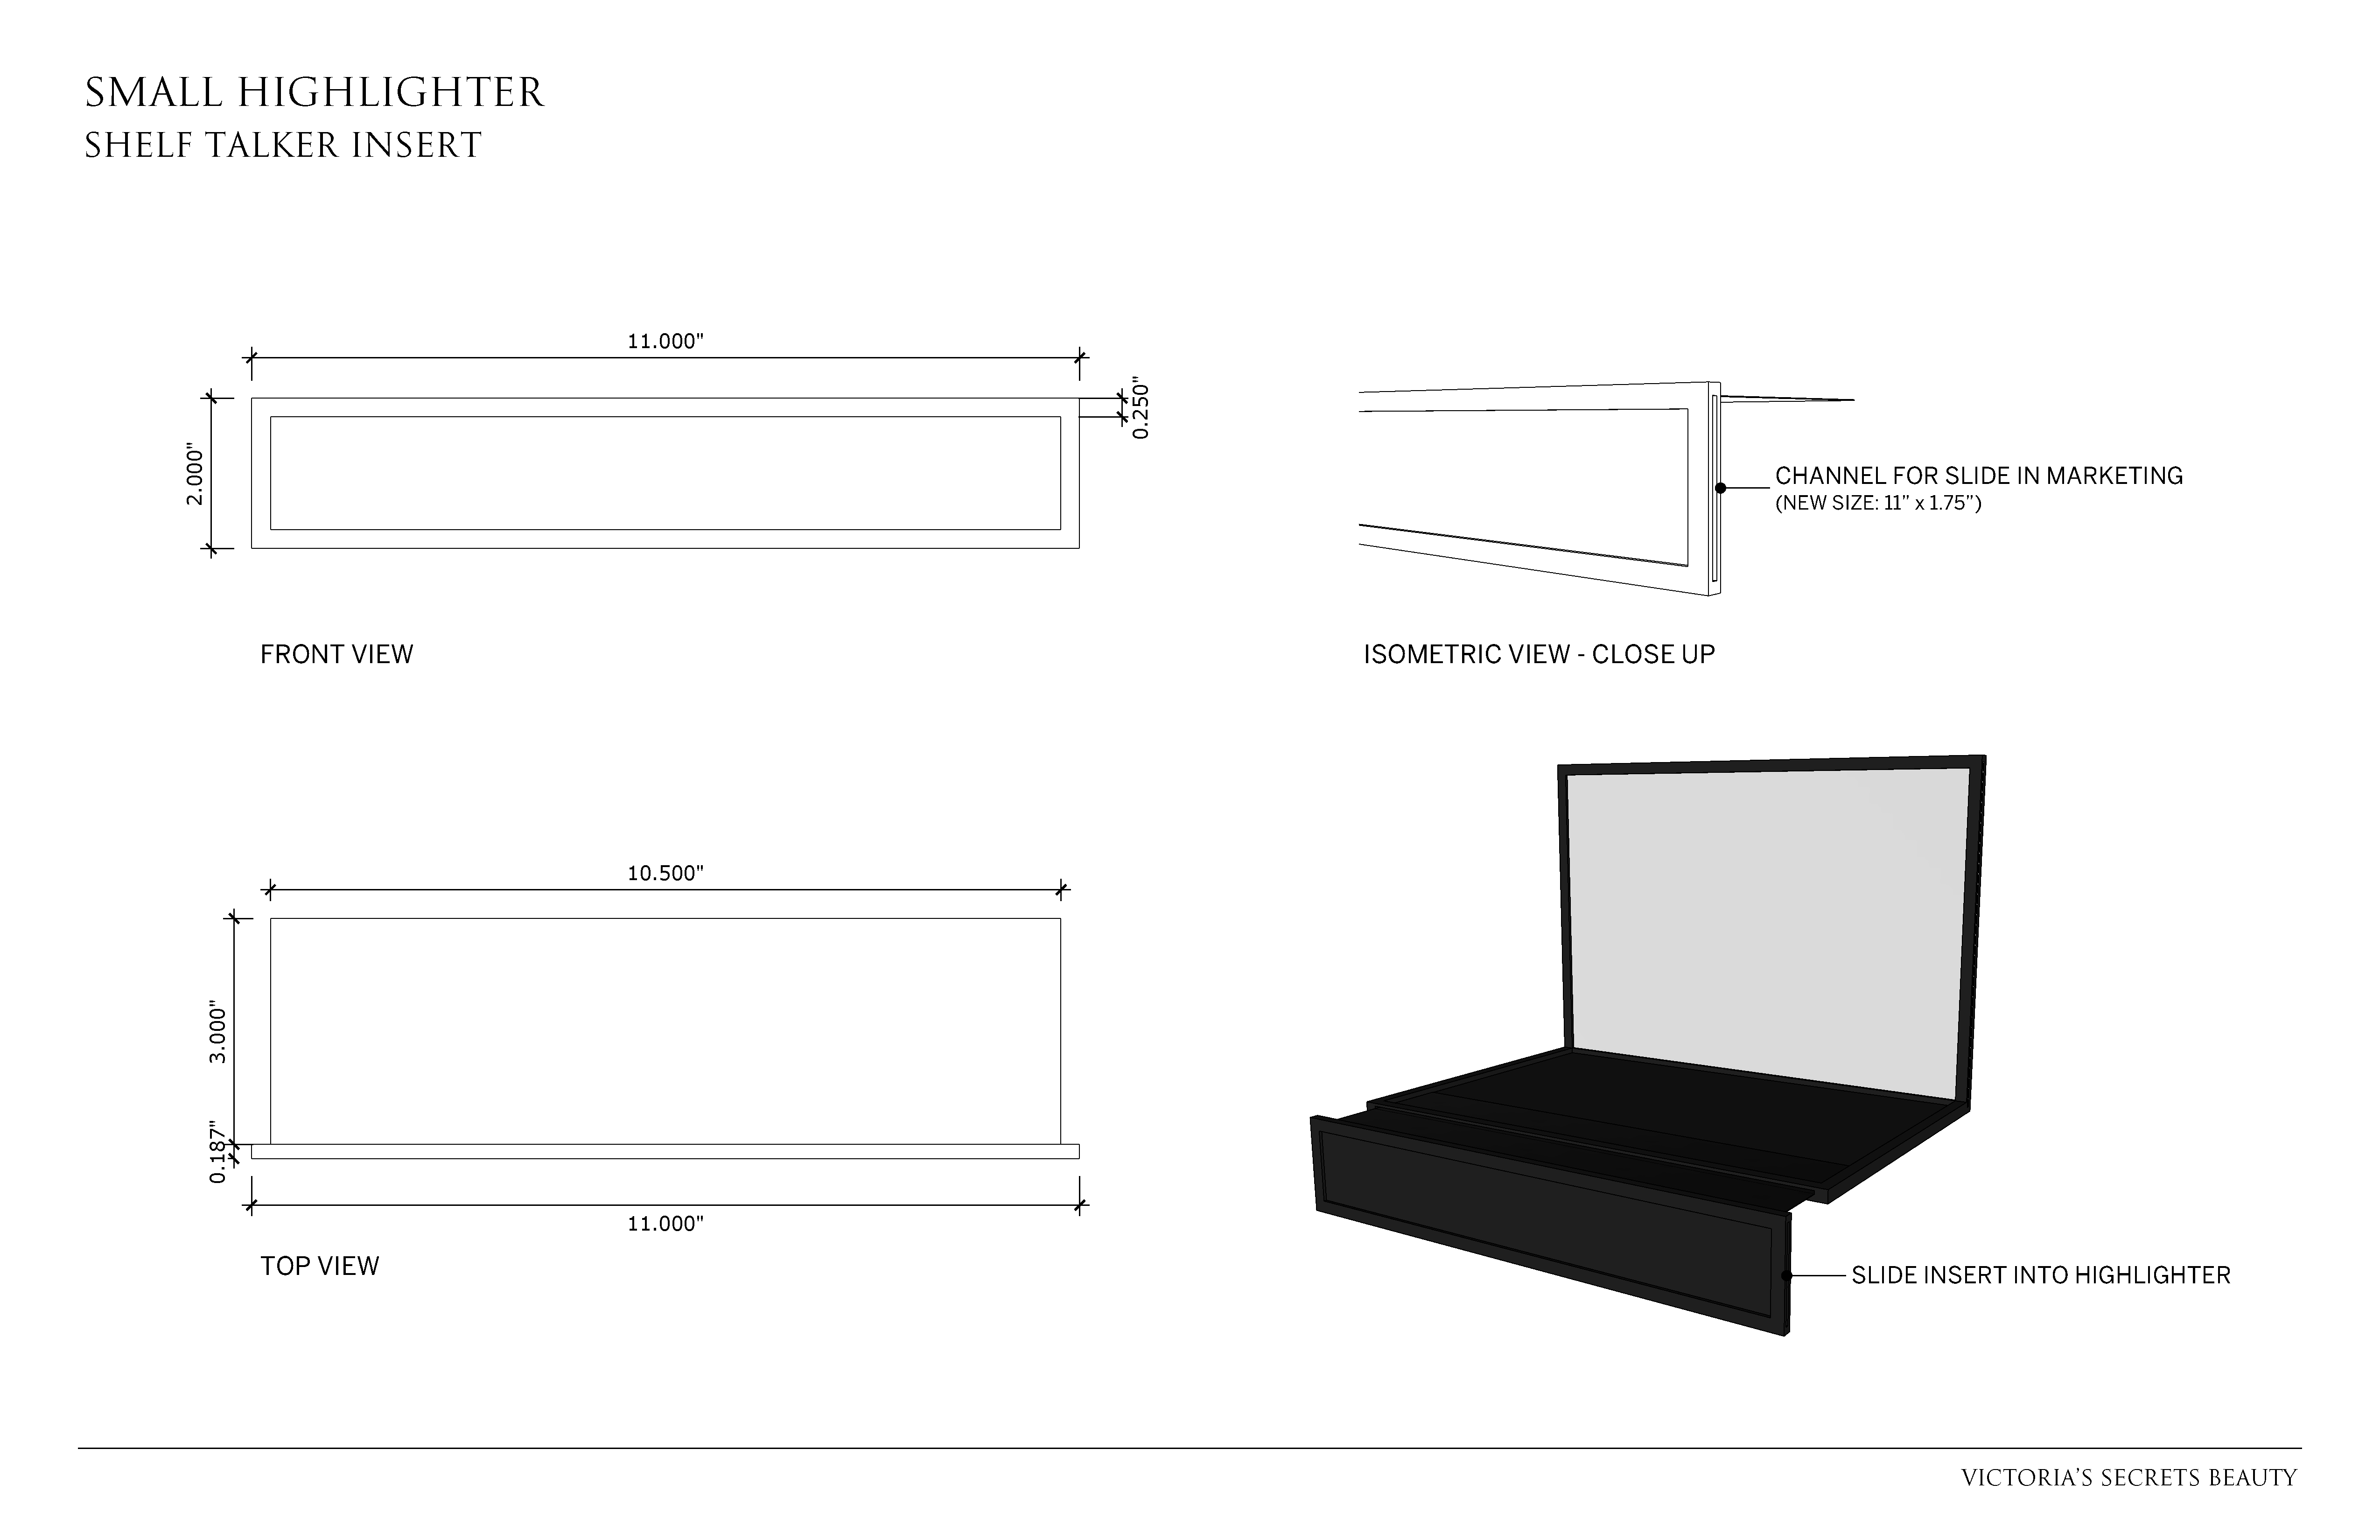 SMALL HIGHLIGHTER
SHELF TALKER INSERT
11.000"
0.250"
2.000"
FRONT VIEW
CHANNEL FOR SLIDE IN MARKETING
(NEW SIZE: 11” x 1.75”)
ISOMETRIC VIEW - CLOSE UP
10.500"
3.000"
0.187"
11.000"
TOP VIEW
SLIDE INSERT INTO HIGHLIGHTER
VICTORIA’S SECRETS BEAUTY